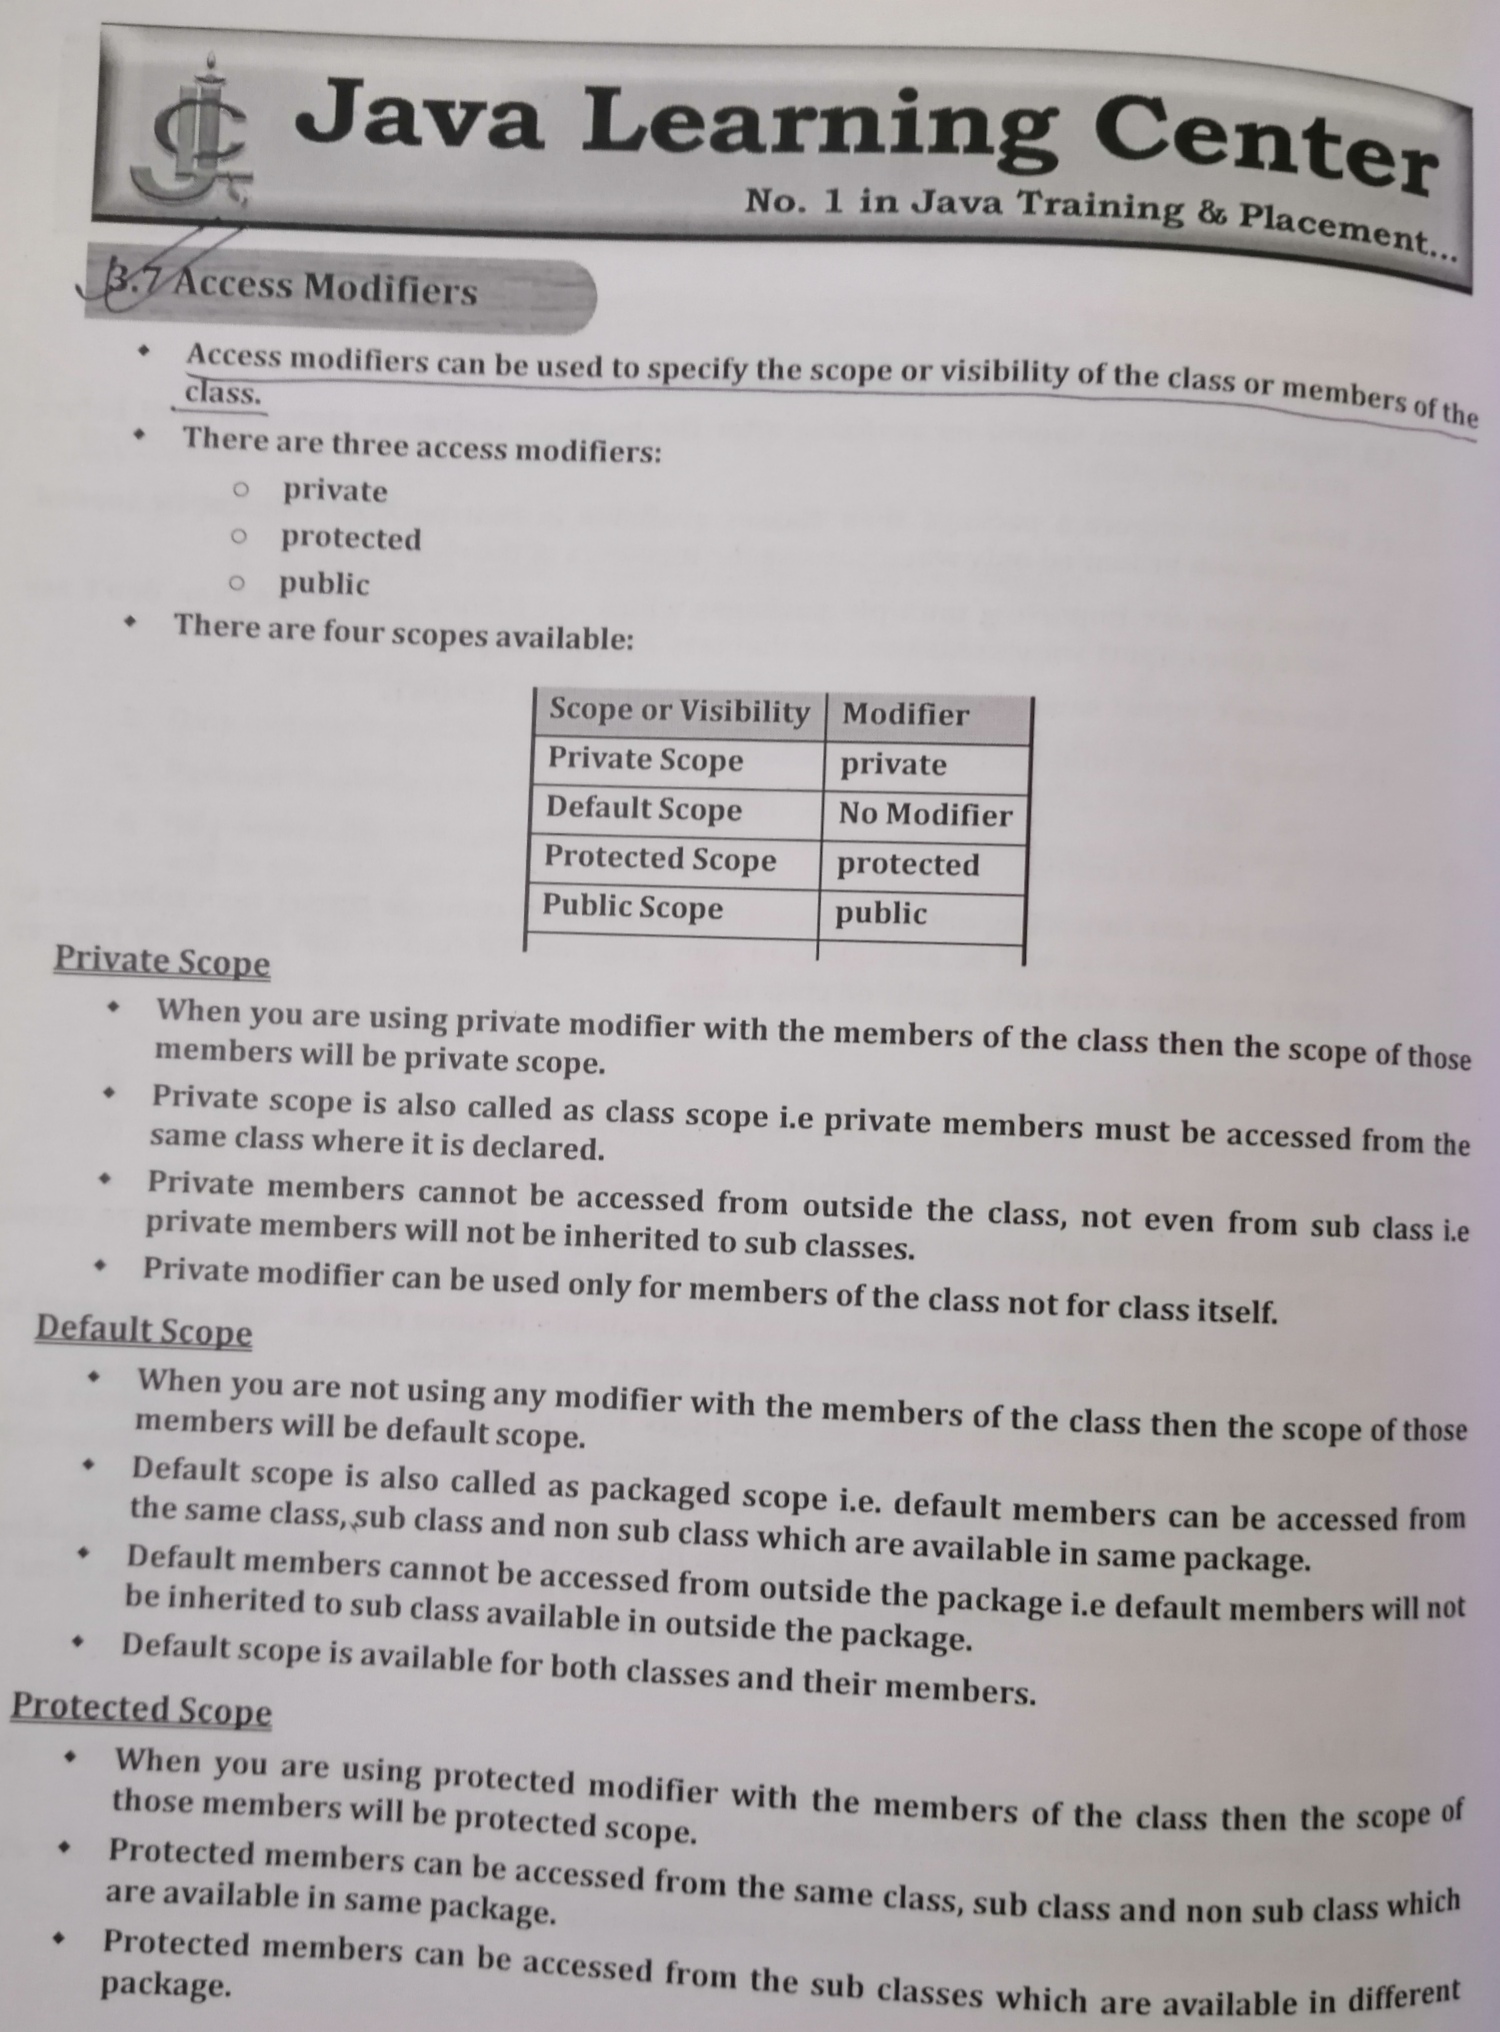 Java Learning Center
No. 1 in Java Training & Placement...
3.7 Access Modifiers
Access modifiers can be used to specify the scope or visibility of the class or members of the
class.
There are three access modifiers:
private
protected
public
There are four scopes available:
Scope or Visibility Modifier
Private Scope private
Default Scope No Modifier
Protected Scope protected
Public Scope public
Private Scope
When you are using private modifier with the members of the class then the scope of those
members will be private scope.
Private scope is also called as class scope i.e private members must be accessed from the
same class where it is declared.
Private members cannot be accessed from outside the class, not even from sub class i.e
private members will not be inherited to sub classes.
Private modifier can be used only for members of the class not for class itself.
Default Scope
When you are not using any modifier with the members of the class then the scope of those
members will be default scope.
Default scope is also called as packaged scope i.e. default members can be accessed from
the same class, sub class and non sub class which are available in same package.
Default members cannot be accessed from outside the package i.e default members will not
be inherited to sub class available in outside the package.
Default scope is available for both classes and their members.
Protected Scope
When you are using protected modifier with the members of the class then the scope of
those members will be protected scope.
Protected members can be accessed from the same class, sub class and non sub class which
are available in same package.
Protected members can be accessed from the sub classes which are available in different
package.